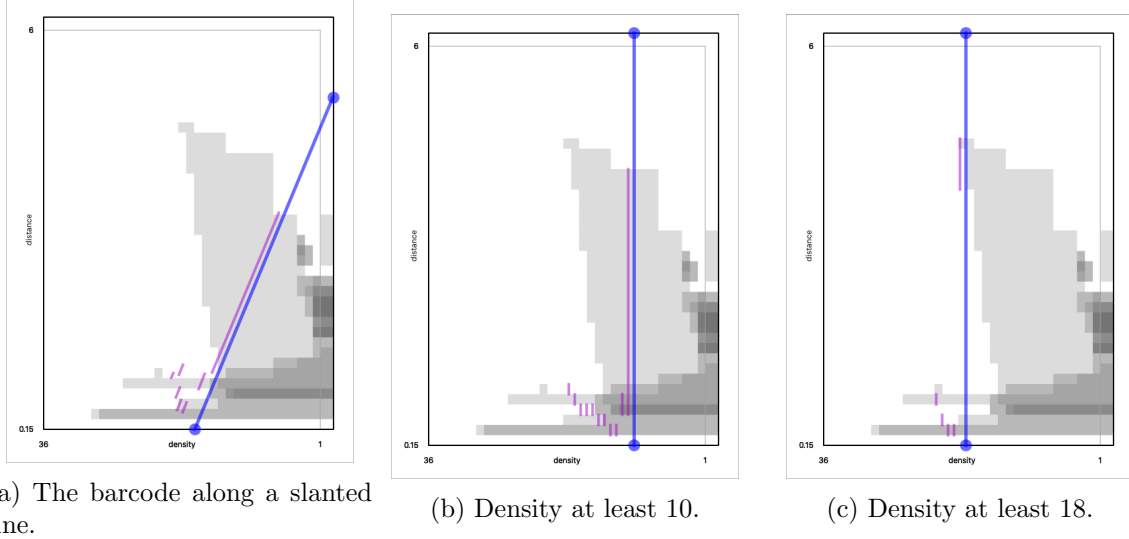 6
distance
0.15
36
density
1
6
distance
0.15
36
density
1
6
distance
0.15
36
density
1
a) The barcode along a slanted
ine.
(b) Density at least 10.
(c) Density at least 18.